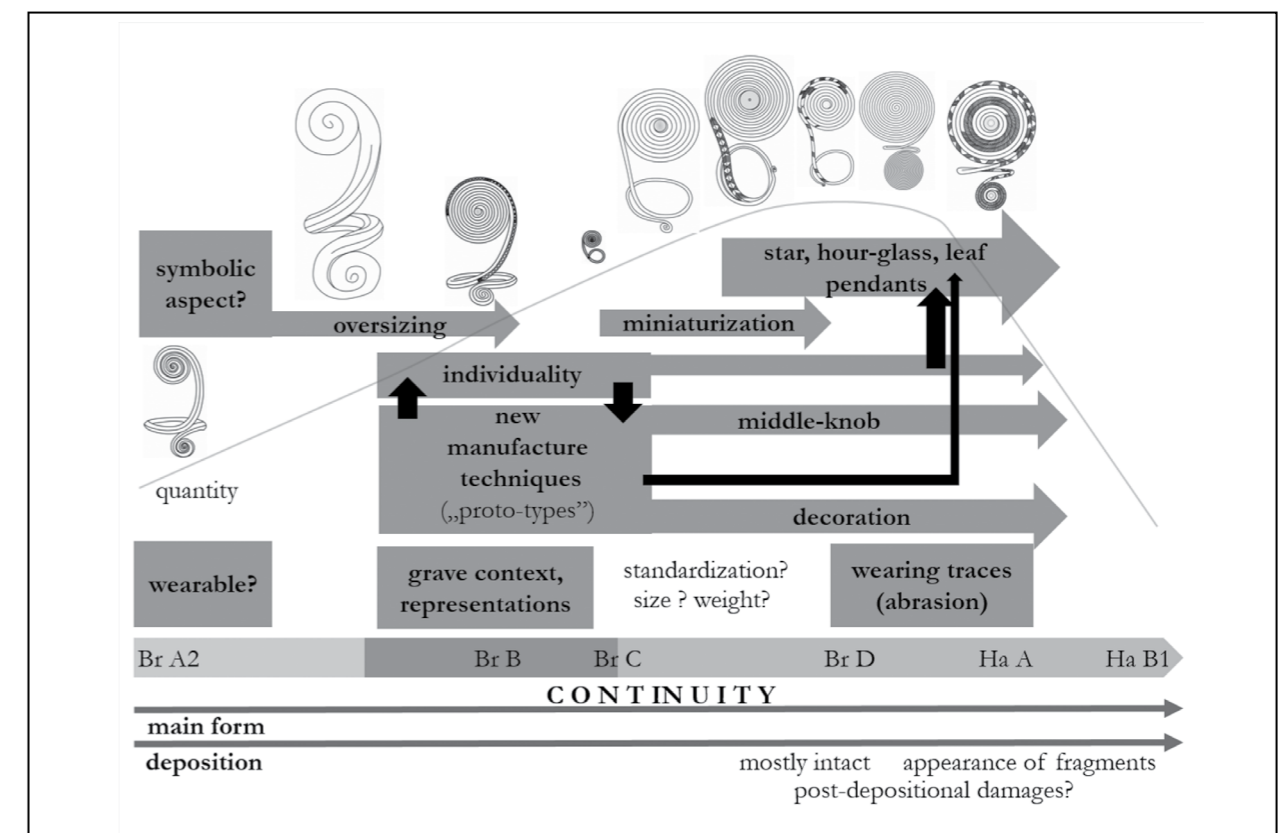 symbolic
aspect?
oversizing
miniaturization
star, hour-glass, leaf
pendants
individuality
new
manufacture
techniques
(„proto-types”)
middle-knob
decoration
quantity
wearable?
grave context,
representations
standardization?
size ? weight?
wearing traces
(abrasion)
Br A2 Br B Br C Br D Ha A Ha B1
CONTINUITY
main form
deposition
mostly intact appearance of fragments
post-depositional damages?